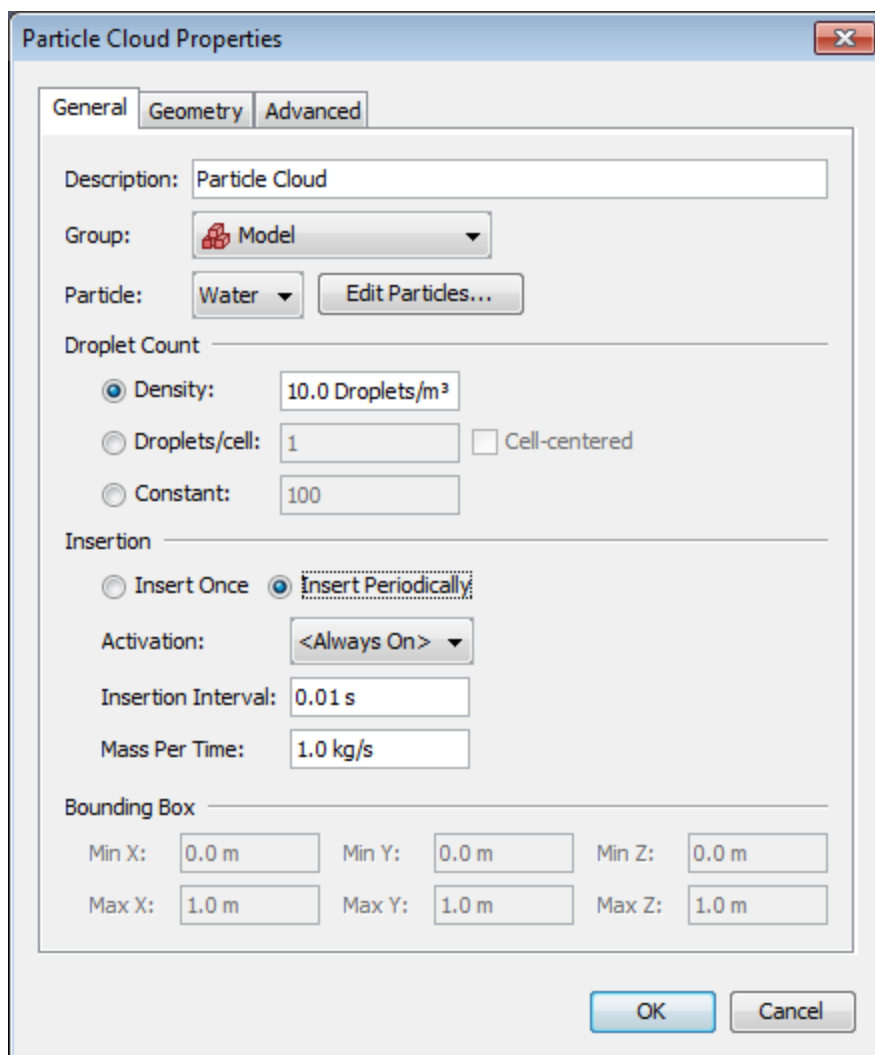 Particle Cloud Properties
General Geometry Advanced
Description: Particle Cloud
Group: Model
Particle: Water Edit Particles...
Droplet Count
Density: 10.0 Droplets/m³
Droplets/cell: 1 Cell-centered
Constant: 100
Insertion
Insert Once Insert Periodically
Activation: <Always On>
Insertion Interval: 0.01 s
Mass Per Time: 1.0 kg/s
Bounding Box
Min X: 0.0 m Min Y: 0.0 m Min Z: 0.0 m
Max X: 1.0 m Max Y: 1.0 m Max Z: 1.0 m
OK Cancel